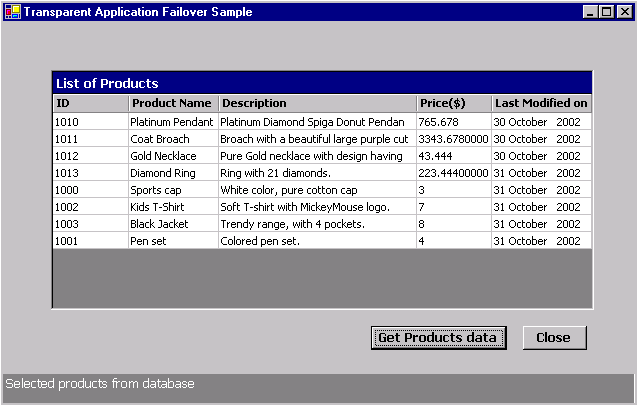 Transparent Application Failover Sample
List of Products
ID Product Name Description Price($) Last Modified on
1010 Platinum Pendant Platinum Diamond Spiga Donut Pendan 765.678 30 October 2002
1011 Coat Broach Broach with a beautiful large purple cut 3343.6780000 30 October 2002
1012 Gold Necklace Pure Gold necklace with design having 43.444 30 October 2002
1013 Diamond Ring Ring with 21 diamonds. 223.44400000 31 October 2002
1000 Sports cap White color, pure cotton cap 3 31 October 2002
1002 Kids T-Shirt Soft T-shirt with MickeyMouse logo. 7 31 October 2002
1003 Black Jacket Trendy range, with 4 pockets. 8 31 October 2002
1001 Pen set Colored pen set. 4 31 October 2002
Get Products data Close
Selected products from database